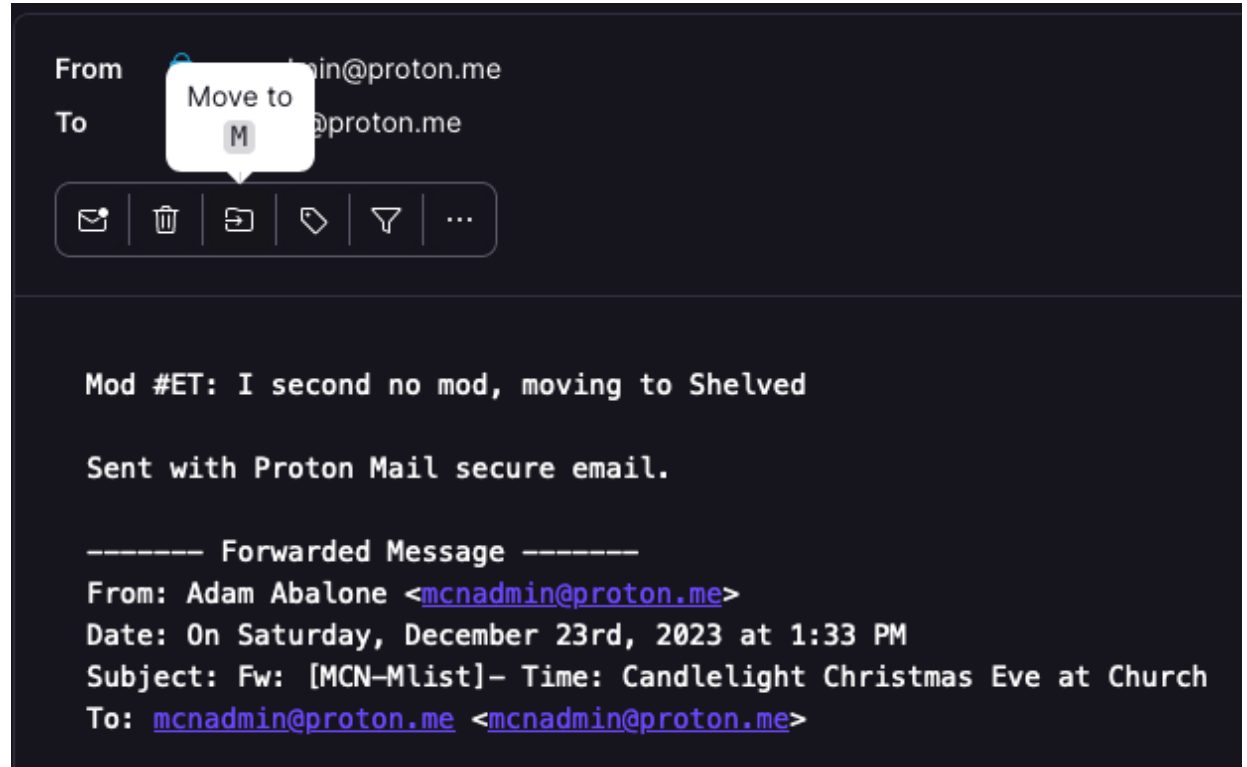 From min@proton.me
Move to
M
To @proton.me
Mod #ET: I second no mod, moving to Shelved
Sent with Proton Mail secure email.
------- Forwarded Message -------
From: Adam Abalone <mcnadmin@proton.me>
Date: On Saturday, December 23rd, 2023 at 1:33 PM
Subject: Fw: [MCN-Mlist]- Time: Candlelight Christmas Eve at Church
To: mcnadmin@proton.me <mcnadmin@proton.me>